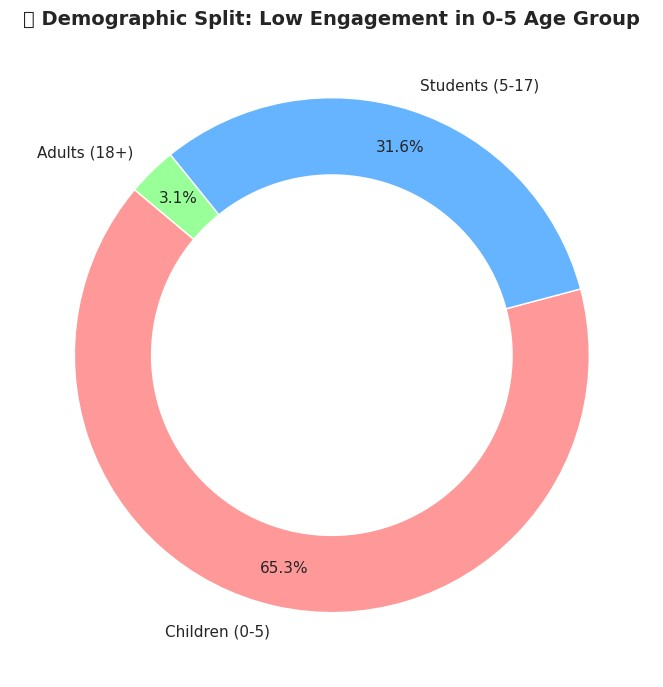 Demographic Split: Low Engagement in 0-5 Age Group
Students (5-17)
31.6%
Adults (18+)
3.1%
65.3%
Children (0-5)